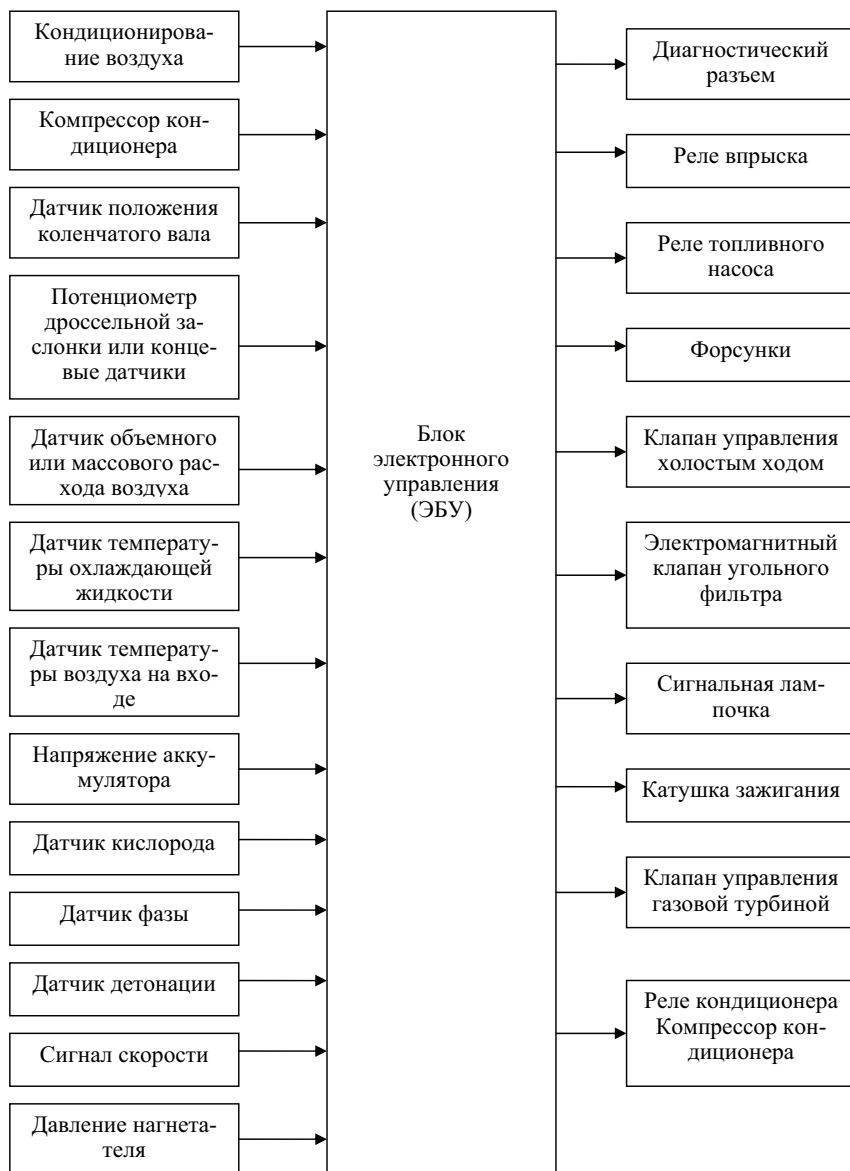 Кондиционирова-
ние воздуха
Компрессор кон-
диционера
Датчик положения
коленчатого вала
Потенциометр
дроссельной за-
слонки или конце-
вые датчики
Датчик объемного
или массового рас-
хода воздуха
Датчик температу-
ры охлаждающей
жидкости
Датчик температу-
ры воздуха на вхо-
де
Напряжение акку-
мулятора
Датчик кислорода
Датчик фазы
Датчик детонации
Сигнал скорости
Давление нагнета-
теля
Блок
электронного
управления
(ЭБУ)
Диагностический
разъем
Реле впрыска
Реле топливного
насоса
Форсунки
Клапан управления
холостым ходом
Электромагнитный
клапан угольного
фильтра
Сигнальная лам-
почка
Катушка зажигания
Клапан управления
газовой турбиной
Реле кондиционера
Компрессор кон-
диционера